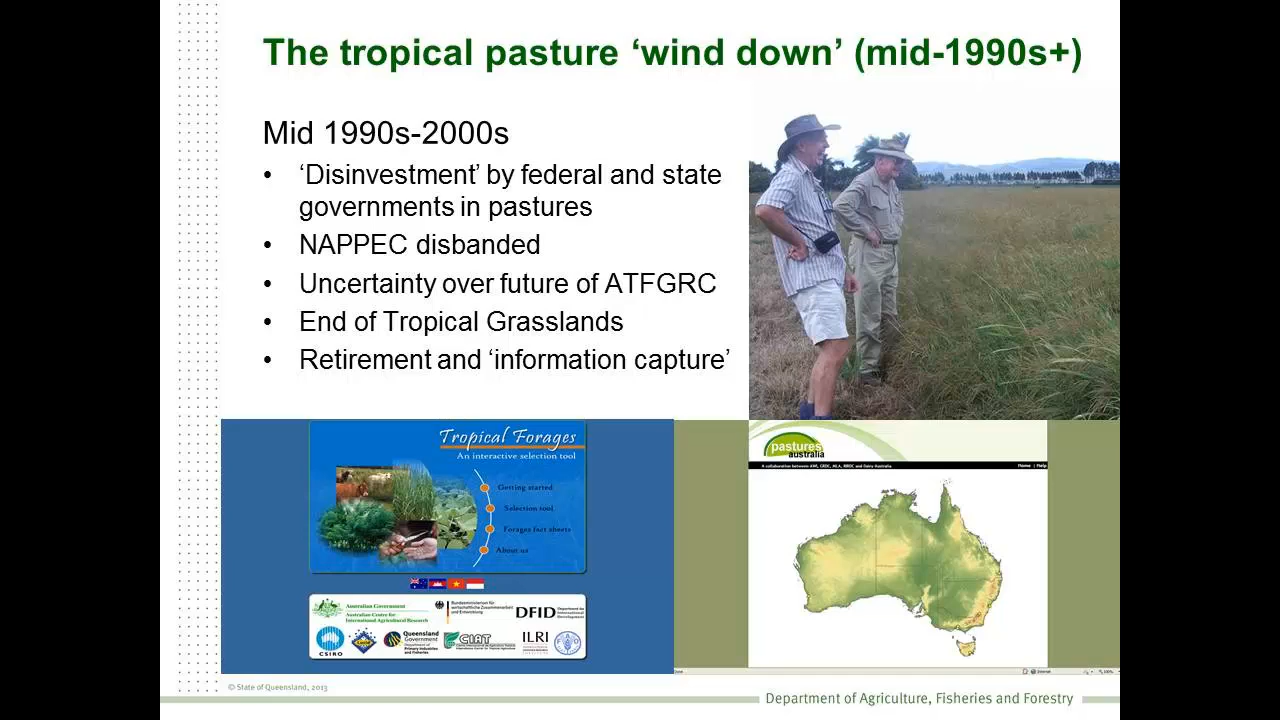 The tropical pasture ‘wind down’ (mid-1990s+)
Mid 1990s-2000s
• ‘Disinvestment’ by federal and state
governments in pastures
• NAPPEC disbanded
• Uncertainty over future of ATFGRC
• End of Tropical Grasslands
• Retirement and ‘information capture’
Tropical Forages
An interactive selection tool
Getting started
Selection tool
Forages fact sheets
About us
pastures
australia
A collaboration between AWI, GRDC, MLA, RIRDC and Dairy Australia
Home | Help
Australian Government
Australian Centre for
International Agricultural Research
Bundesministerium für
wirtschaftliche Zusammenarbeit
und Entwicklung
DFID
Department for
International
Development
CSIRO
Queensland
Government
Department of
Primary Industries
and Fisheries
CIAT
ILRI
© State of Queensland, 2013
Department of Agriculture, Fisheries and Forestry